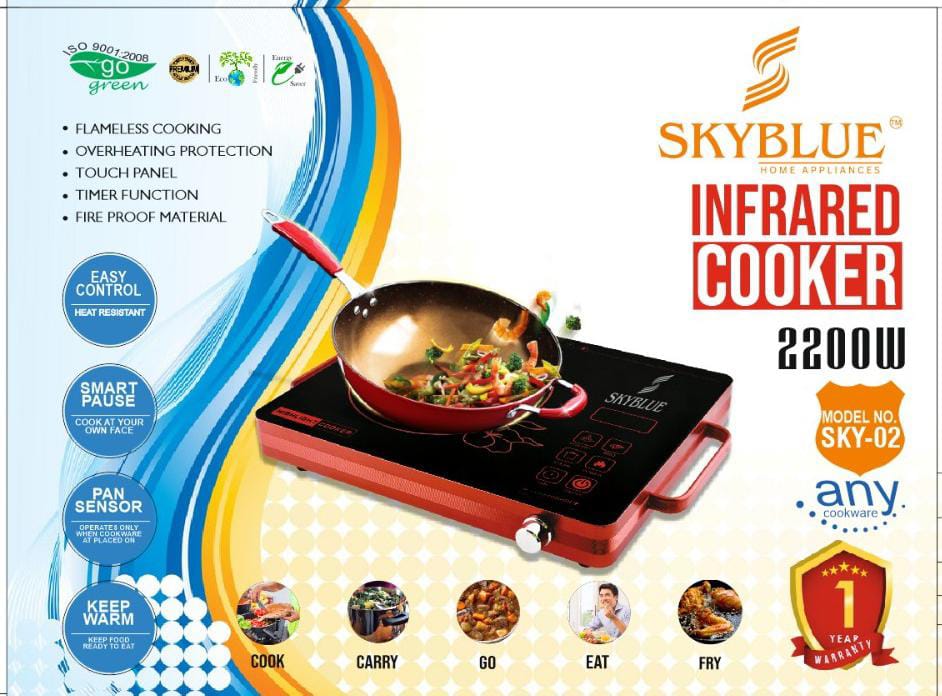 ISO 9001:2008
go
green
PREMIUM
Eco
Friendly
Energy
Saver
• FLAMELESS COOKING
• OVERHEATING PROTECTION
• TOUCH PANEL
• TIMER FUNCTION
• FIRE PROOF MATERIAL
EASY
CONTROL
HEAT RESISTANT
SMART
PAUSE
COOK AT YOUR
OWN FACE
PAN
SENSOR
OPERATES ONLY
WHEN COOKWARE
AT PLACED ON
KEEP
WARM
KEEP FOOD
READY TO EAT
SKYBLUE TM
HOME APPLIANCES
INFRARED
COOKER
2200W
MODEL NO.
SKY-02
any
cookware
1
YEAR
WARRANTY
SKYBLUE
HIGHLIGHT COOKER
COOK
CARRY
GO
EAT
FRY